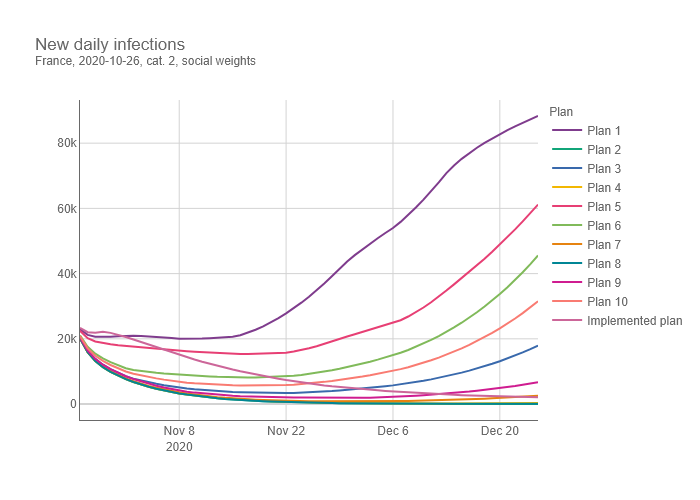 New daily infections
France, 2020-10-26, cat. 2, social weights
Plan
Plan 1
Plan 2
Plan 3
Plan 4
Plan 5
Plan 6
Plan 7
Plan 8
Plan 9
Plan 10
Implemented plan
80k
60k
40k
20k
0
Nov 8
2020
Nov 22
Dec 6
Dec 20